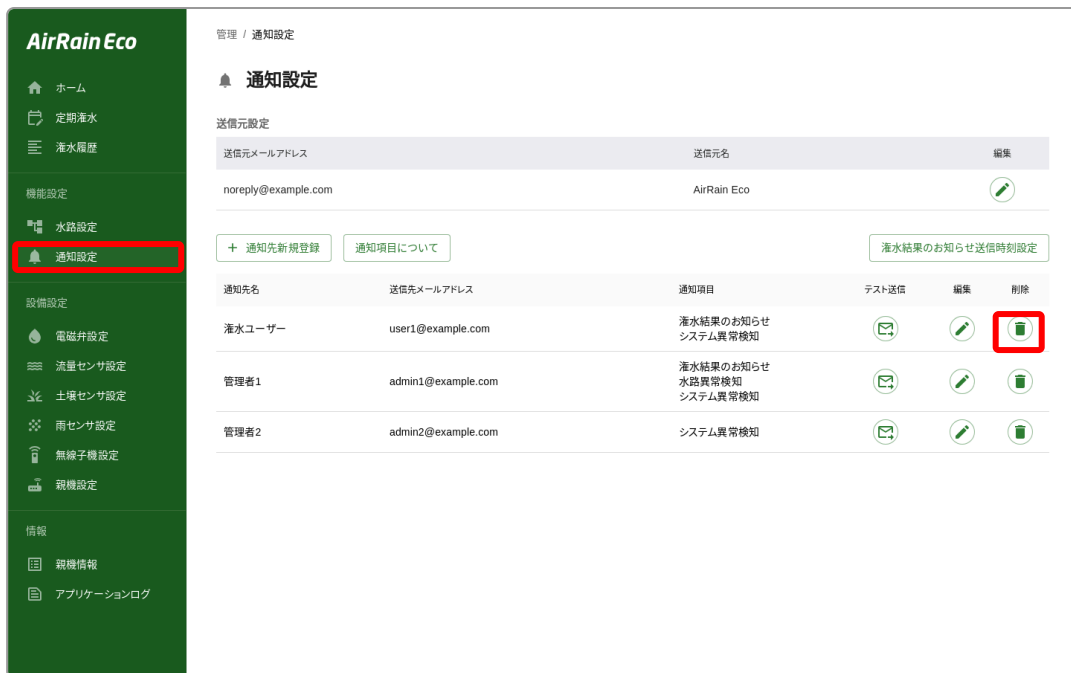 AirRain Eco
ホーム
定期潅水
潅水履歴
機能設定
水路設定
通知設定
設備設定
電磁弁設定
流量センサ設定
土壌センサ設定
雨センサ設定
無線子機設定
親機設定
情報
親機情報
アプリケーションログ
管理 / 通知設定
通知設定
送信元設定
送信元メールアドレス 送信元名 編集
noreply@example.com AirRain Eco
+ 通知先新規登録 通知項目について 潅水結果のお知らせ送信時刻設定
通知先名 送信先メールアドレス 通知項目 テスト送信 編集 削除
潅水ユーザー user1@example.com 潅水結果のお知らせ
システム異常検知
管理者1 admin1@example.com 潅水結果のお知らせ
水路異常検知
システム異常検知
管理者2 admin2@example.com システム異常検知